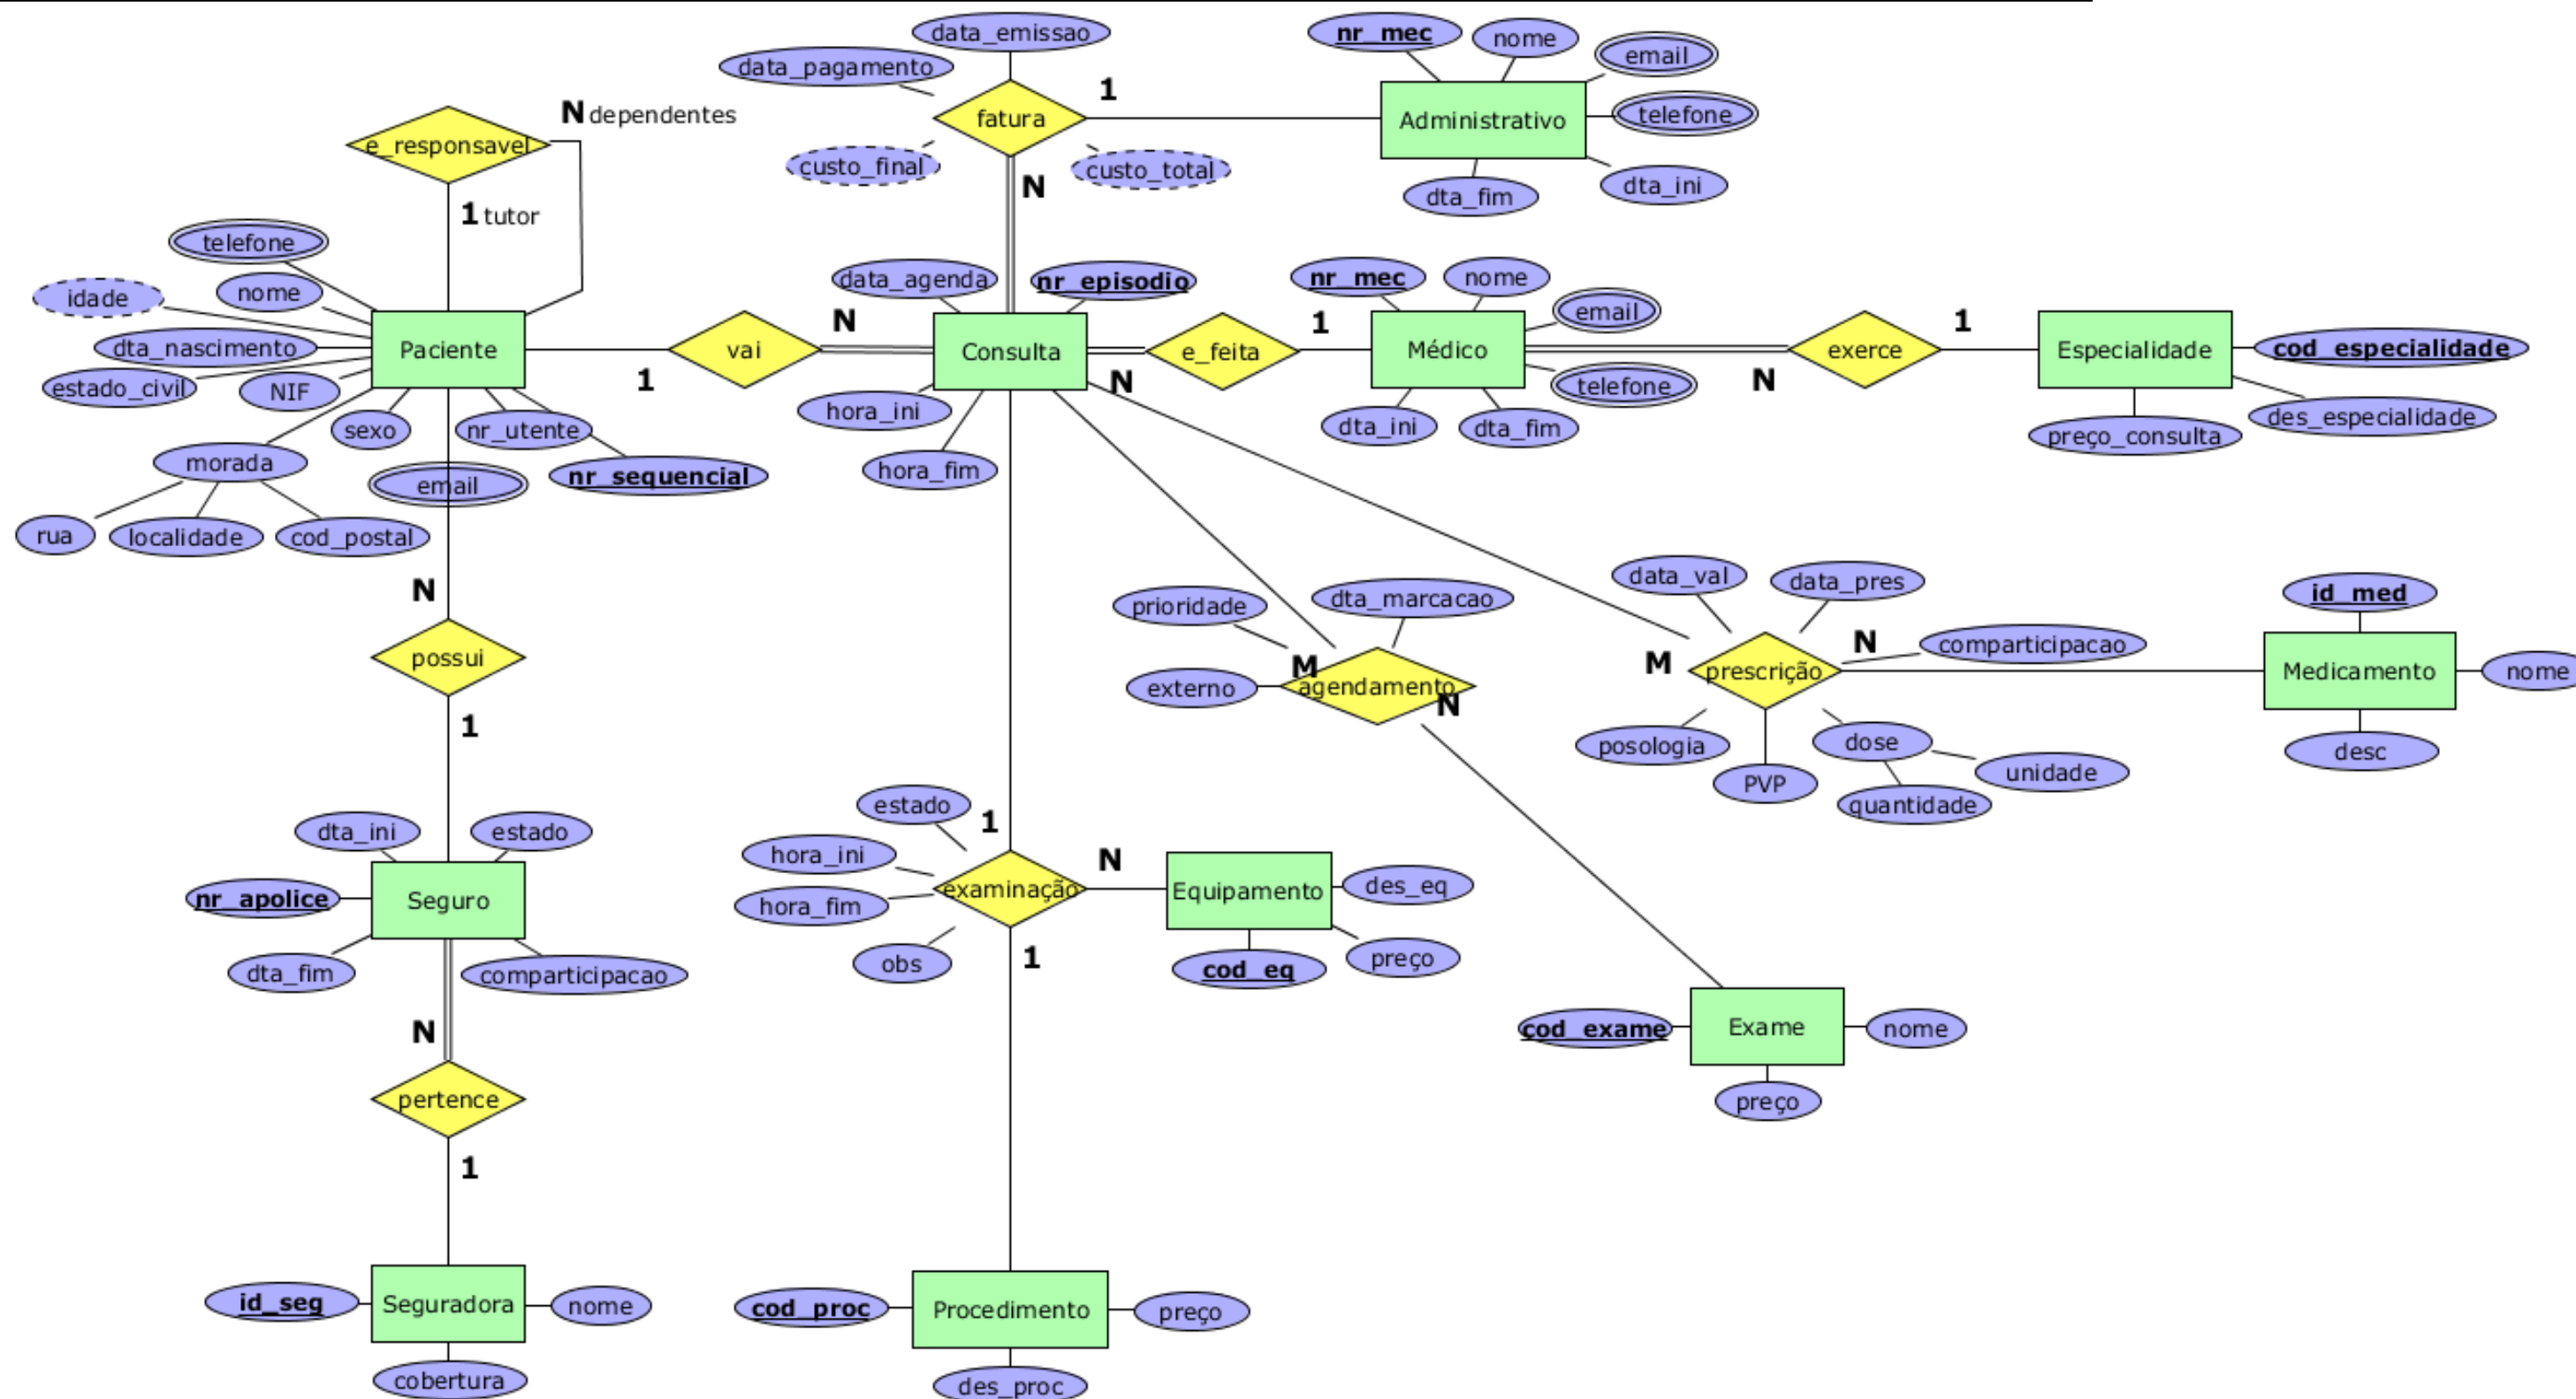 data_emissao
data_pagamento
fatura
custo_final
custo_total
1
N
nr_mec
nome
email
telefone
Administrativo
dta_ini
dta_fim
e_responsavel
N dependentes
1 tutor
telefone
idade
nome
dta_nascimento
estado_civil
NIF
sexo
nr_utente
nr_sequencial
morada
email
rua
localidade
cod_postal
Paciente
1
vai
N
data_agenda
nr_episodio
Consulta
hora_ini
hora_fim
N
e_feita
1
nr_mec
nome
email
telefone
Médico
dta_ini
dta_fim
N
exerce
1
Especialidade
cod_especialidade
des_especialidade
preço_consulta
N
possui
1
dta_ini
estado
nr_apolice
Seguro
dta_fim
comparticipacao
N
pertence
1
id_seg
Seguradora
nome
cobertura
prioridade
dta_marcacao
externo
M
agendamento
N
data_val
data_pres
M
prescrição
N
comparticipacao
posologia
PVP
dose
quantidade
unidade
id_med
Medicamento
nome
desc
estado
hora_ini
hora_fim
obs
1
examinação
N
1
Equipamento
des_eq
preço
cod_eq
cod_exame
Exame
nome
preço
cod_proc
Procedimento
preço
des_proc